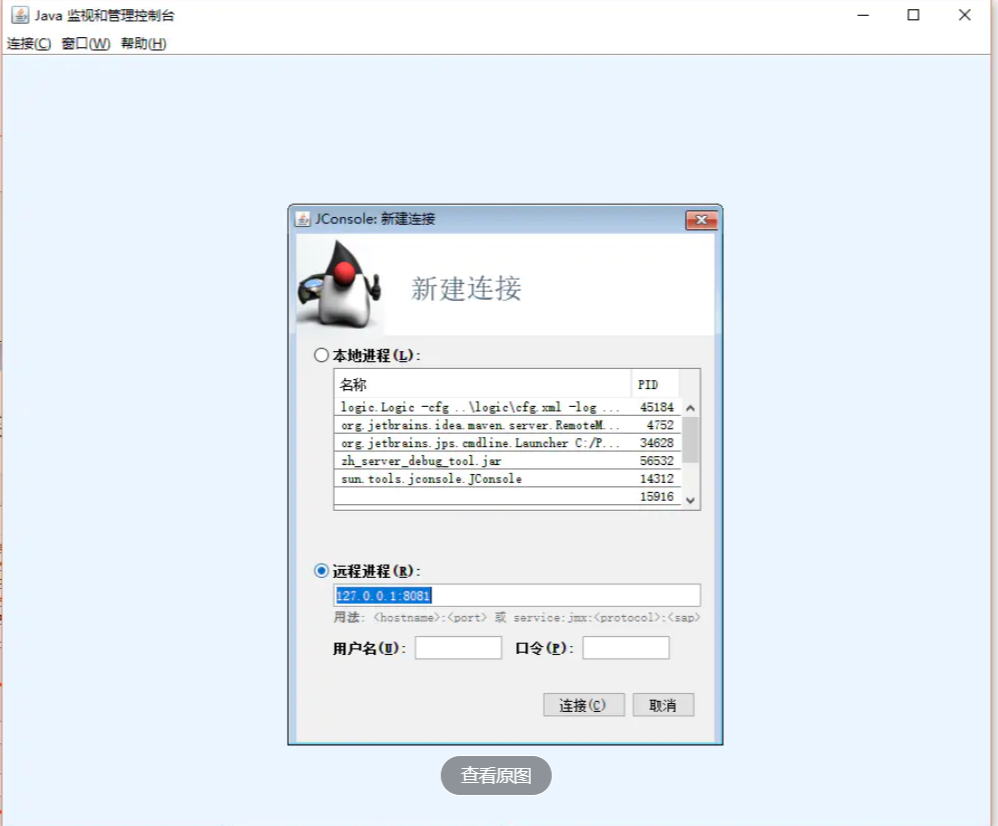 Java 监视和管理控制台
连接(C) 窗口(W) 帮助(H)
JConsole: 新建连接
新建连接
本地进程(L):
名称 PID
logic.Logic -cfg ..\logic\cfg.xml -log ... 45184
org.jetbrains.idea.maven.server.RemoteM... 4752
org.jetbrains.jps.cmdline.Launcher C:/P... 34628
zh_server_debug_tool.jar 56532
sun.tools.jconsole.JConsole 14312
15916
远程进程(R):
127.0.0.1:8081
用法: <hostname>:<port> 或 service:jmx:<protocol>:<sap>
用户名(U): 口令(P):
连接(C) 取消
查看原图